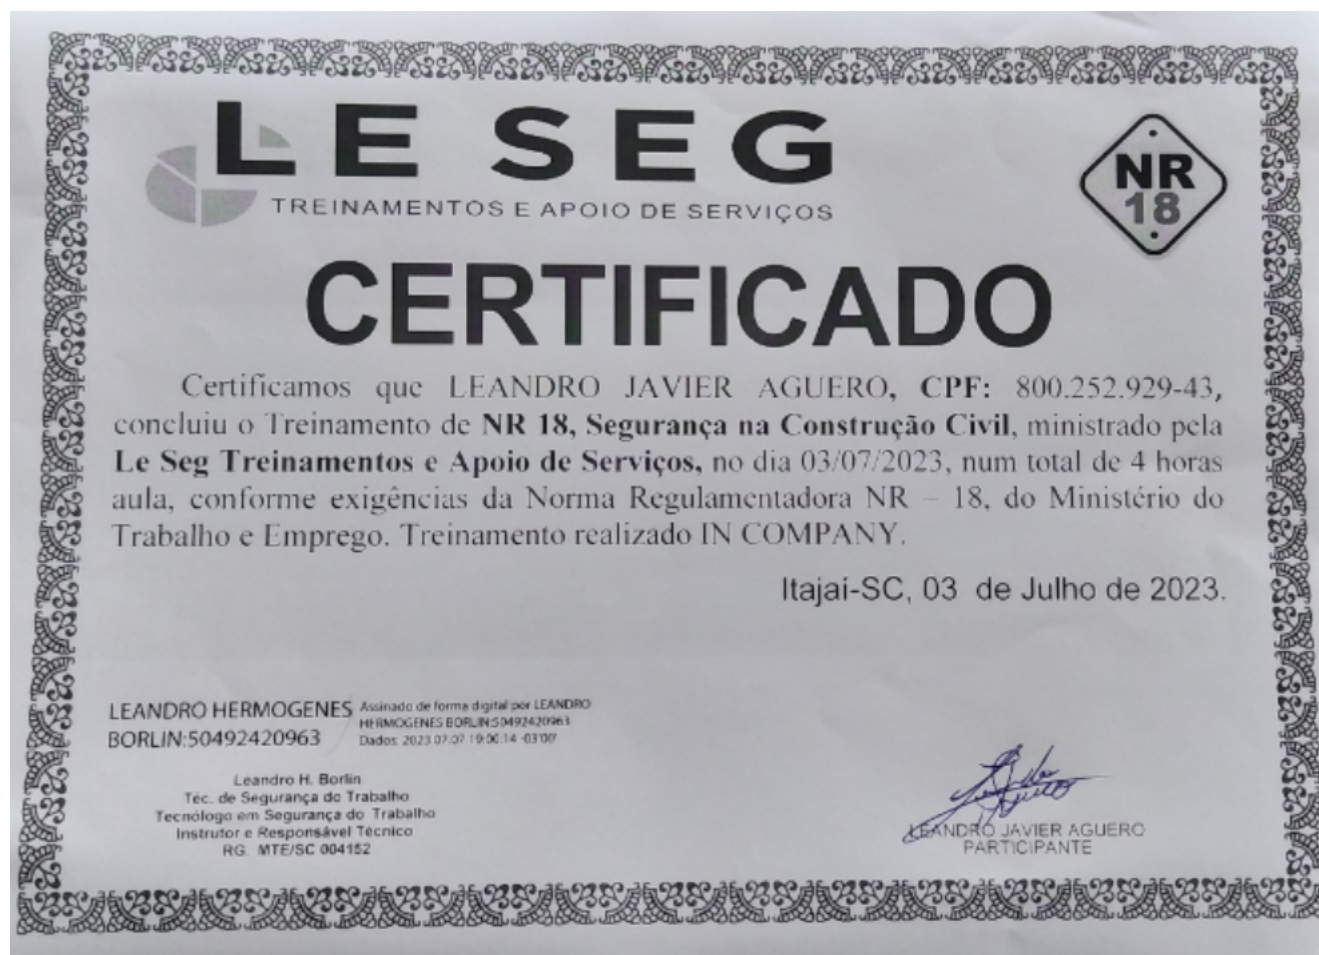 LE SEG
TREINAMENTOS E APOIO DE SERVIÇOS
NR
18
CERTIFICADO
Certificamos que LEANDRO JAVIER AGUERO, CPF: 800.252.929-43,
concluiu o Treinamento de NR 18, Segurança na Construção Civil, ministrado pela
Le Seg Treinamentos e Apoio de Serviços, no dia 03/07/2023, num total de 4 horas
aula, conforme exigências da Norma Regulamentadora NR – 18, do Ministério do
Trabalho e Emprego. Treinamento realizado IN COMPANY.
Itajaí-SC, 03 de Julho de 2023.
LEANDRO HERMOGENES
BORLIN:50492420963
Assinado de forma digital por LEANDRO
HERMOGENES BORLIN:50492420963
Dados: 2023.07.07 19:00:14 -03'00'
Leandro H. Borlin
Téc. de Segurança do Trabalho
Tecnólogo em Segurança do Trabalho
Instrutor e Responsável Técnico
RG. MTE/SC 004152
LEANDRO JAVIER AGUERO
PARTICIPANTE